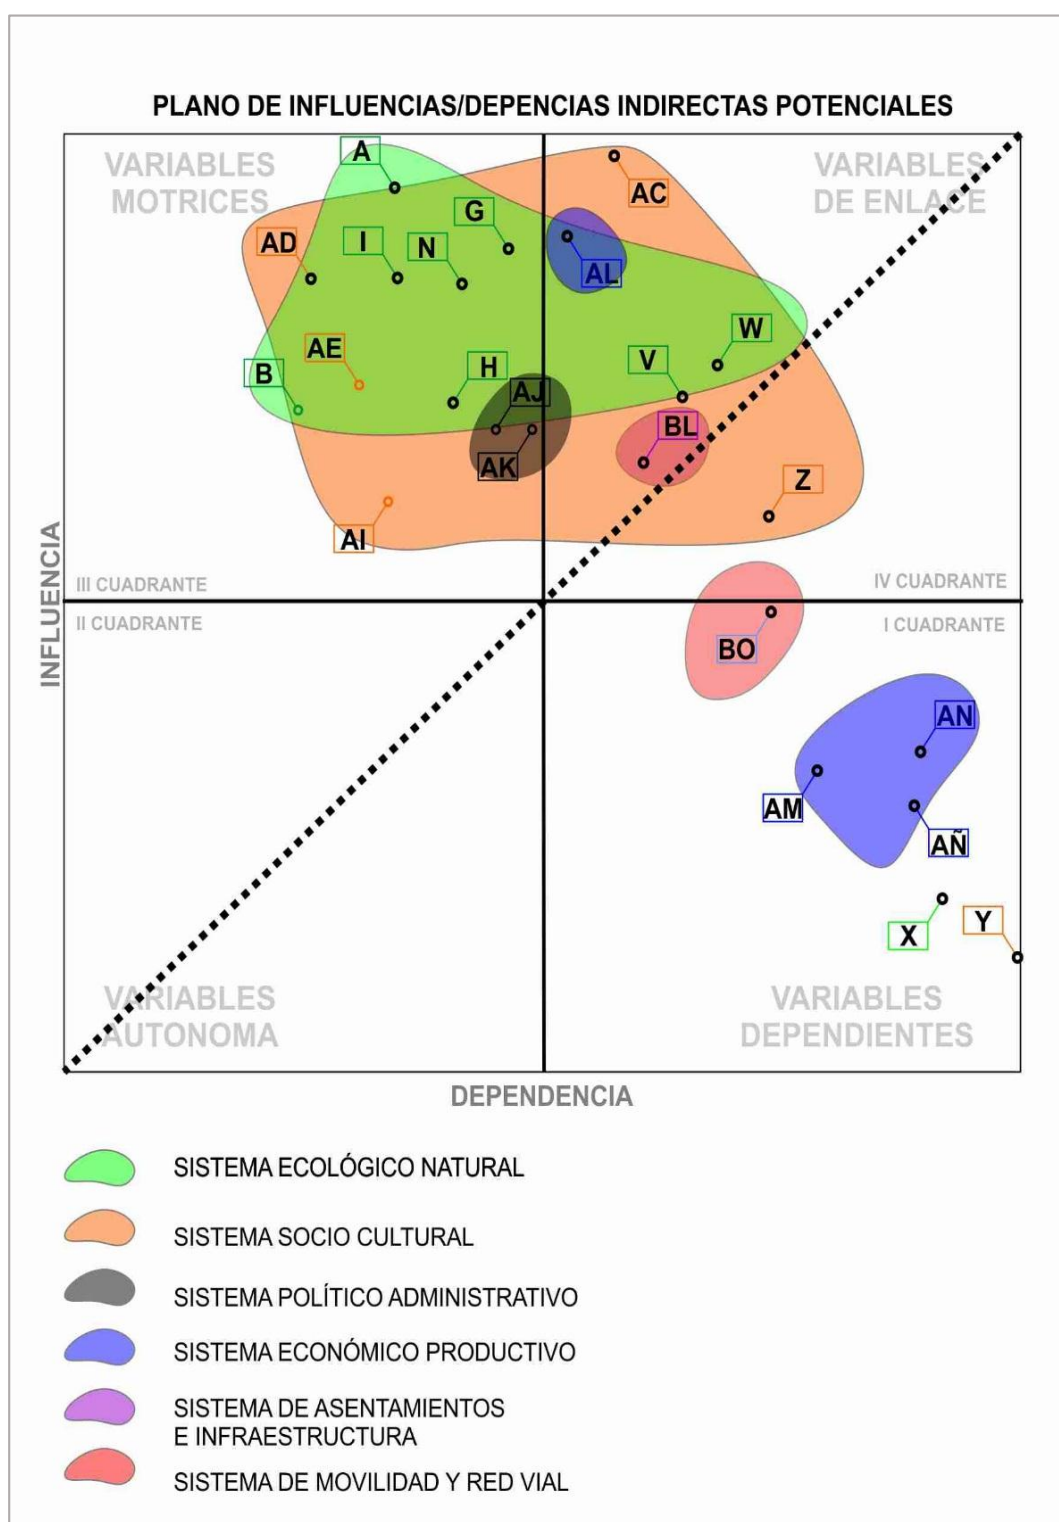 PLANO DE INFLUENCIAS/DEPENCIAS INDIRECTAS POTENCIALES
VARIABLES
MOTRICES
VARIABLES
DE ENLACE
A
AC
G
AD
I
N
AL
W
AE
V
B
H
AJ
BL
AK
Z
AI
III CUADRANTE
IV CUADRANTE
II CUADRANTE
I CUADRANTE
INFLUENCIA
BO
AN
AM
AÑ
X
Y
VARIABLES
AUTONOMA
VARIABLES
DEPENDIENTES
DEPENDENCIA
SISTEMA ECOLÓGICO NATURAL
SISTEMA SOCIO CULTURAL
SISTEMA POLÍTICO ADMINISTRATIVO
SISTEMA ECONÓMICO PRODUCTIVO
SISTEMA DE ASENTAMIENTOS
E INFRAESTRUCTURA
SISTEMA DE MOVILIDAD Y RED VIAL